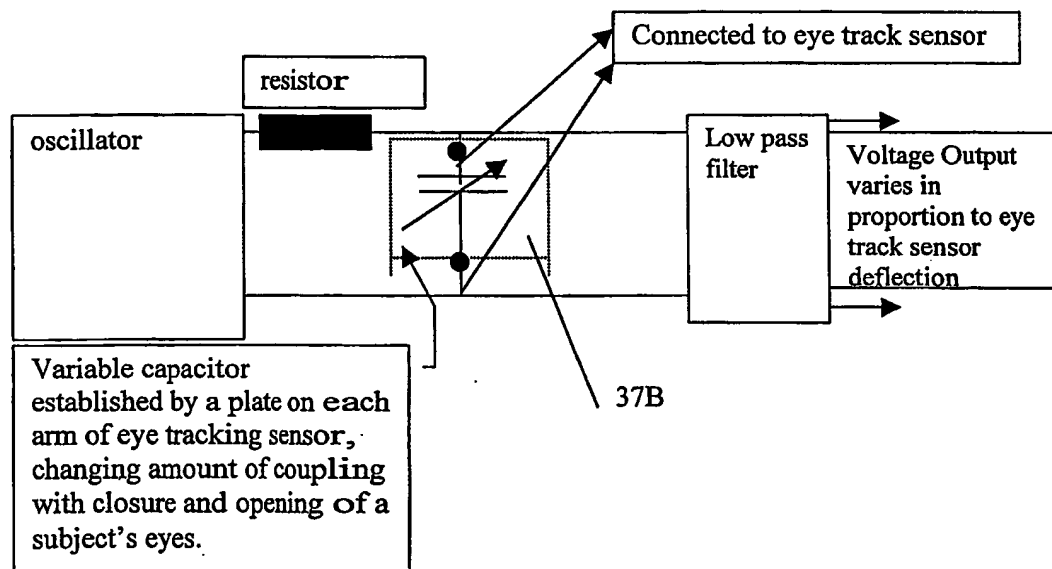 Connected to eye track sensor
resistor
oscillator
Low pass
filter
Voltage Output
varies in
proportion to eye
track sensor
deflection
37B
Variable capacitor
established by a plate on each
arm of eye tracking sensor,
changing amount of coupling
with closure and opening of a
subject's eyes.